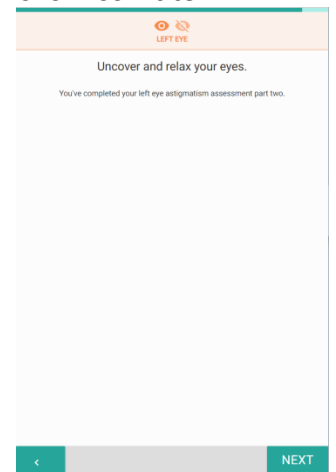 LEFT EYE
Uncover and relax your eyes.
You've completed your left eye astigmatism assessment part two.
NEXT